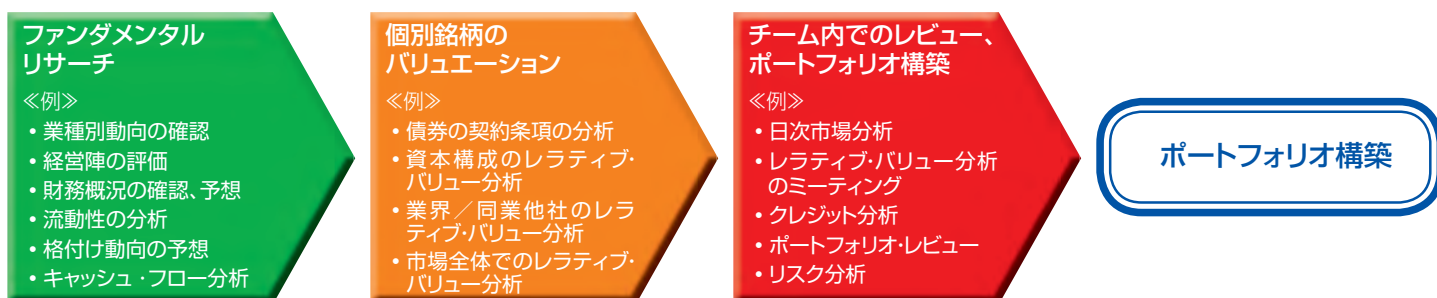 ファンダメンタル
リサーチ
≪例≫
・業種別動向の確認
・経営陣の評価
・財務概況の確認、予想
・流動性の分析
・格付け動向の予想
・キャッシュ・フロー分析
個別銘柄の
バリュエーション
≪例≫
・債券の契約条項の分析
・資本構成のレラティブ・
バリュー分析
・業界／同業他社のレラ
ティブ・バリュー分析
・市場全体でのレラティブ・
バリュー分析
チーム内でのレビュー、
ポートフォリオ構築
≪例≫
・日次市場分析
・レラティブ・バリュー分析
のミーティング
・クレジット分析
・ポートフォリオ・レビュー
・リスク分析
ポートフォリオ構築